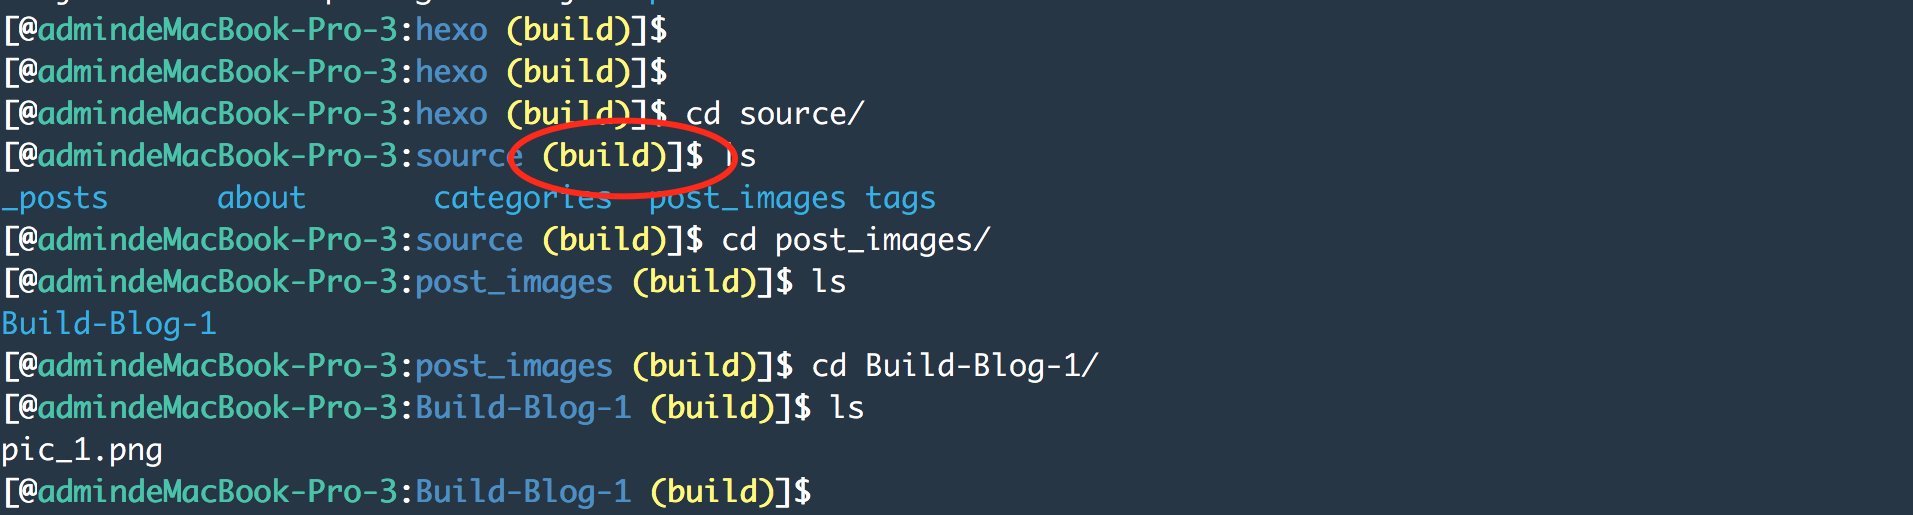 [@admindeMacBook-Pro-3:hexo (build)]$
[@admindeMacBook-Pro-3:hexo (build)]$
[@admindeMacBook-Pro-3:hexo (build)]$ cd source/
[@admindeMacBook-Pro-3:source (build)]$ ls
_posts about categories post_images tags
[@admindeMacBook-Pro-3:source (build)]$ cd post_images/
[@admindeMacBook-Pro-3:post_images (build)]$ ls
Build-Blog-1
[@admindeMacBook-Pro-3:post_images (build)]$ cd Build-Blog-1/
[@admindeMacBook-Pro-3:Build-Blog-1 (build)]$ ls
pic_1.png
[@admindeMacBook-Pro-3:Build-Blog-1 (build)]$